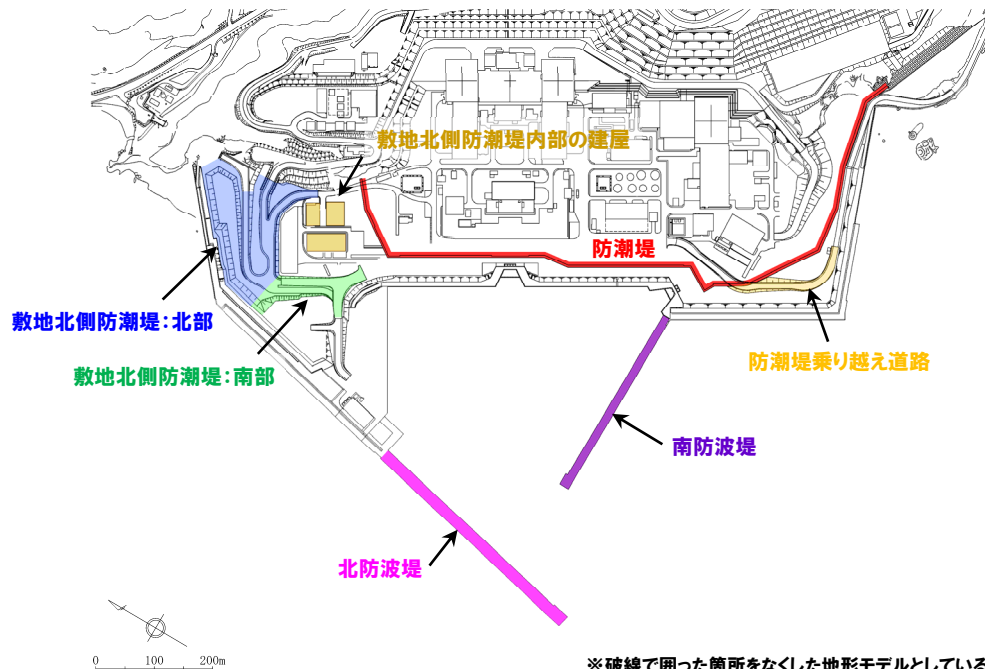 敷地北側防潮堤内部の建屋
防潮堤
敷地北側防潮堤:北部
防潮堤乗り越え道路
敷地北側防潮堤:南部
南防波堤
北防波堤
0 100 200m
※破線で囲った箇所をなくした地形モデルとしている